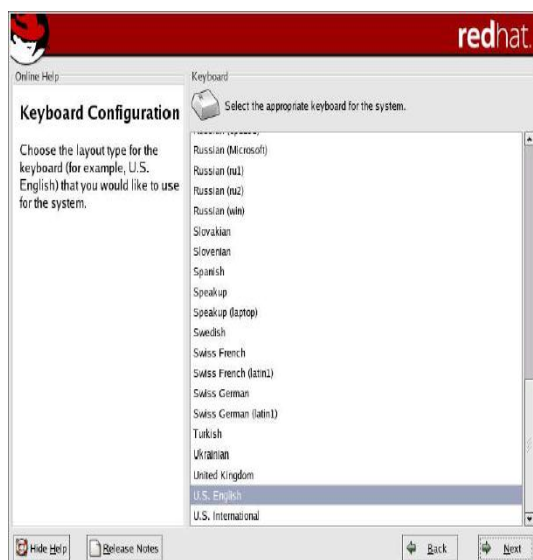 redhat.
Online Help
Keyboard Configuration
Choose the layout type for the
keyboard (for example, U.S.
English) that you would like to use
for the system.
Keyboard
Select the appropriate keyboard for the system.
Russian (Microsoft)
Russian (ru1)
Russian (ru2)
Russian (win)
Slovakian
Slovenian
Spanish
Speakup
Speakup (laptop)
Swedish
Swiss French
Swiss French (latin1)
Swiss German
Swiss German (latin1)
Turkish
Ukrainian
United Kingdom
U.S. English
U.S. International
Hide Help
Release Notes
Back
Next